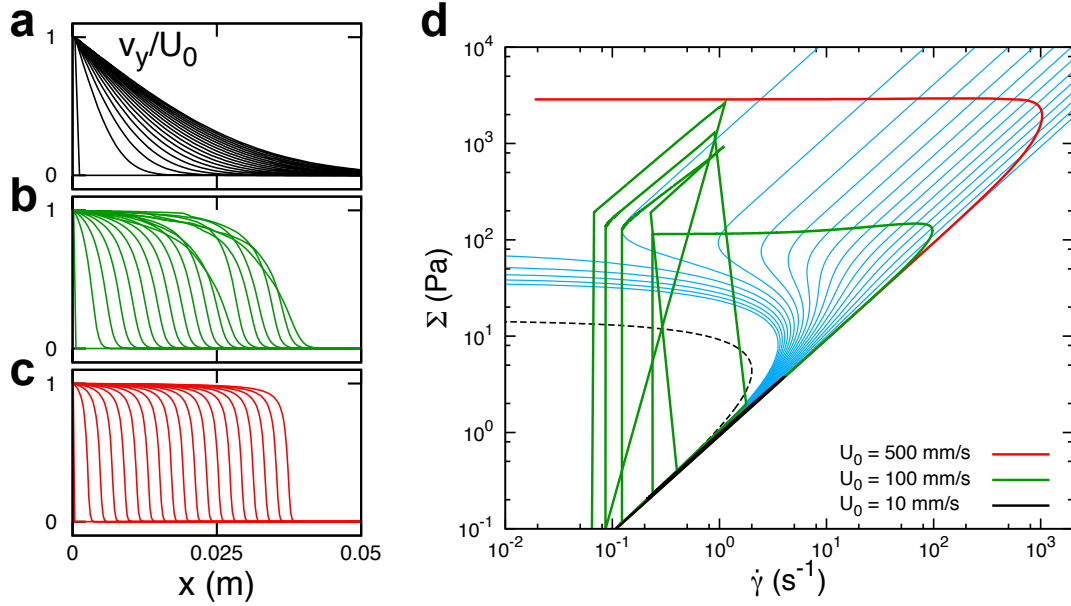 a
v_y/U_0
1
0
b
1
0
c
1
0
0 0.025 0.05
x (m)
d
10^4
10^3
10^2
10^1
10^0
10^-1
Σ (Pa)
U_0 = 500 mm/s
U_0 = 100 mm/s
U_0 = 10 mm/s
10^-2 10^-1 10^0 10^1 10^2 10^3
γ̇ (s^-1)